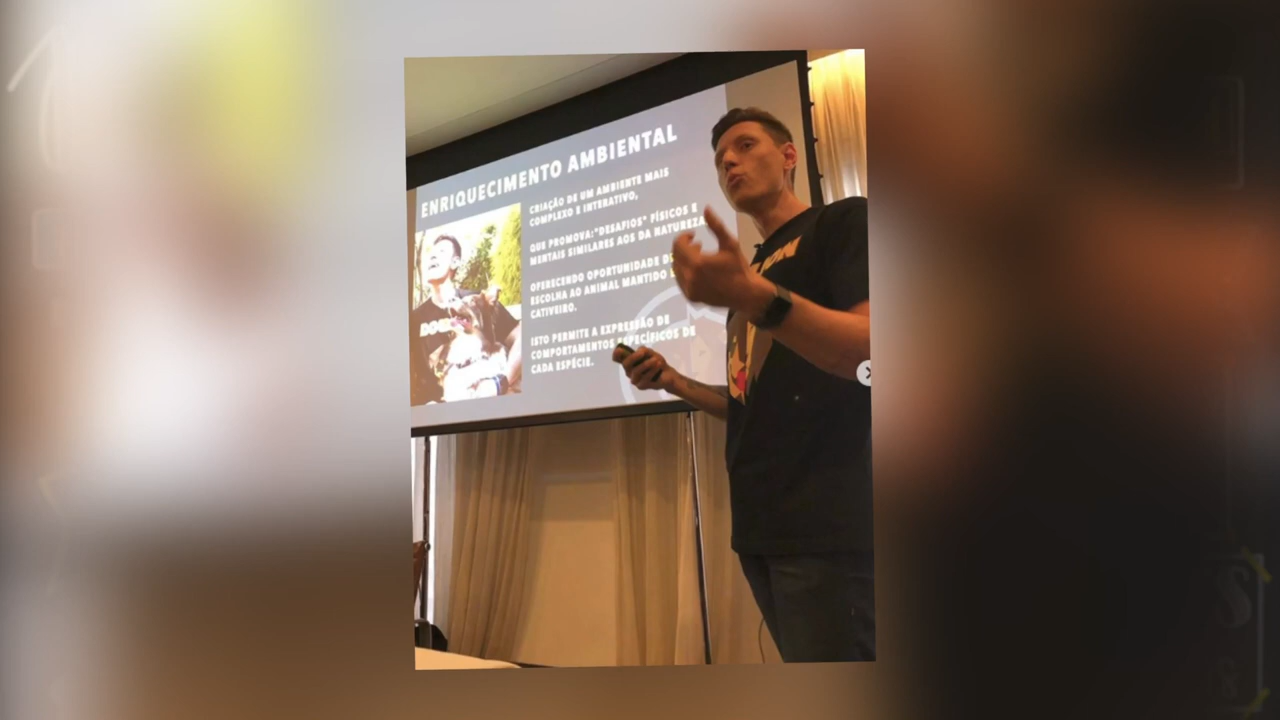 ENRIQUECIMENTO AMBIENTAL
CRIAÇÃO DE UM AMBIENTE MAIS
COMPLEXO E INTERATIVO,
QUE PROMOVA:"DESAFIOS" FÍSICOS E
MENTAIS SIMILARES AOS DA NATUREZA
OFERECENDO OPORTUNIDADE
ESCOLHA AO ANIMAL MANTIDO
CATIVEIRO.
ISTO PERMITE A EXPRESSÃO DE
COMPORTAMENTOS ESPECÍFICOS DE
CADA ESPÉCIE.